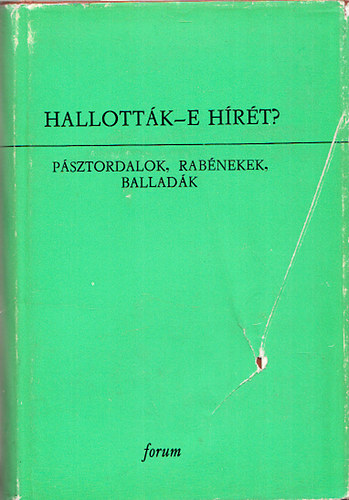 HALLOTTÁK-E HÍRÉT?
PÁSZTORDALOK, RABÉNEKEK,
BALLADÁK
forum